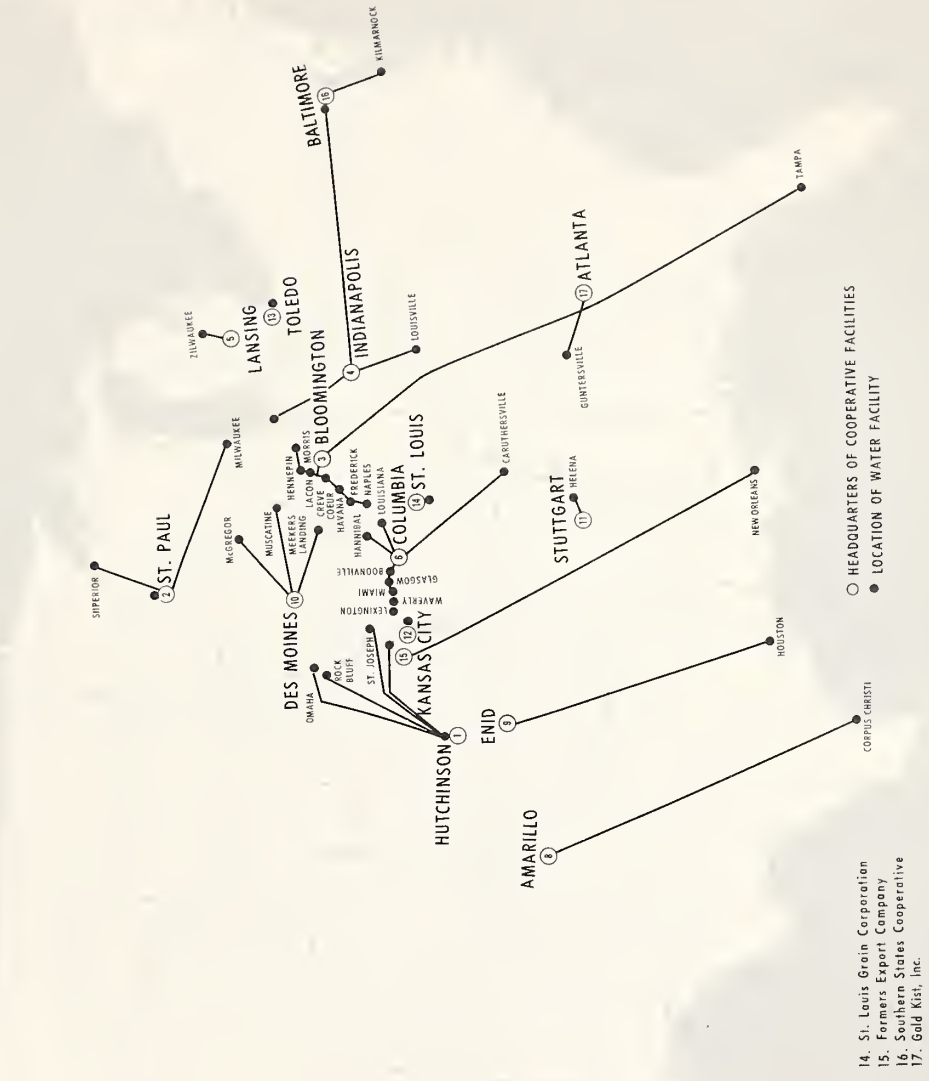 SUPERIOR
② ST. PAUL
MILWAUKEE
McGREGOR
MUSCATINE
MEEKERS
LANDING
DES MOINES ⑩
OMAHA
ROCK
BLUFF
ST. JOSEPH
KANSAS CITY
⑮
⑫
HUTCHINSON
①
ENID
⑨
AMARILLO
⑧
LEXINGTON
WAVERLY
MIAMI
GLASGOW
BOONVILLE
⑥ COLUMBIA
HANNIBAL
LOUISIANA
NAPLES
FREDERICK
HAVANA
CREVE
COEUR
LACON
HENNEPIN
MORRIS
③ BLOOMINGTON
⑭ ST. LOUIS
CARUTHERSVILLE
ZILWAUKEE
⑤
LANSING
⑬
TOLEDO
④ INDIANAPOLIS
LOUISVILLE
BALTIMORE
⑯
KILMARNOCK
STUTTGART
⑪
HELENA
GUNTERSVILLE
⑰ ATLANTA
TAMPA
NEW ORLEANS
HOUSTON
CORPUS CHRISTI
○ HEADQUARTERS OF COOPERATIVE FACILITIES
● LOCATION OF WATER FACILITY
14. St. Louis Grain Corporation
15. Formers Export Company
16. Southern States Cooperative
17. Gold Kist, Inc.